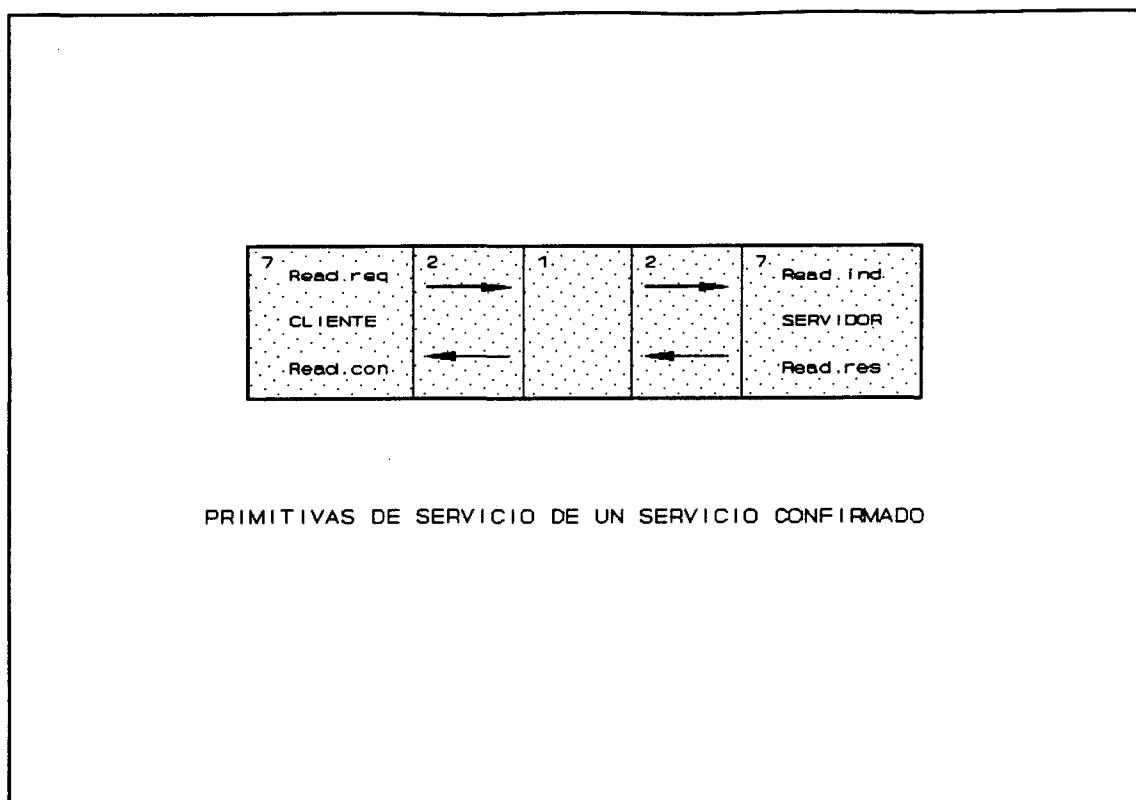 7 2 1 2 7
Read.req Read.ind
CLIENTE SERVIDOR
Read.con Read.res
PRIMITIVAS DE SERVICIO DE UN SERVICIO CONFIRMADO